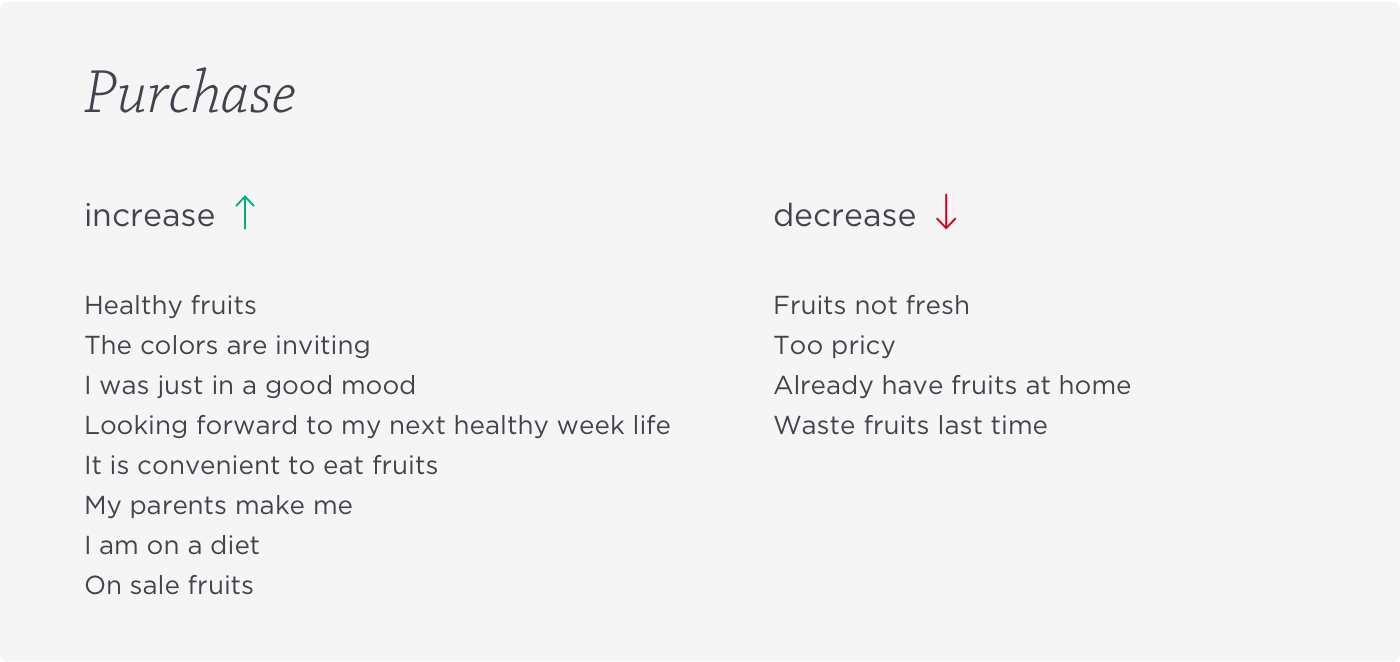 Purchase
increase ↑
Healthy fruits
The colors are inviting
I was just in a good mood
Looking forward to my next healthy week life
It is convenient to eat fruits
My parents make me
I am on a diet
On sale fruits
decrease ↓
Fruits not fresh
Too pricy
Already have fruits at home
Waste fruits last time